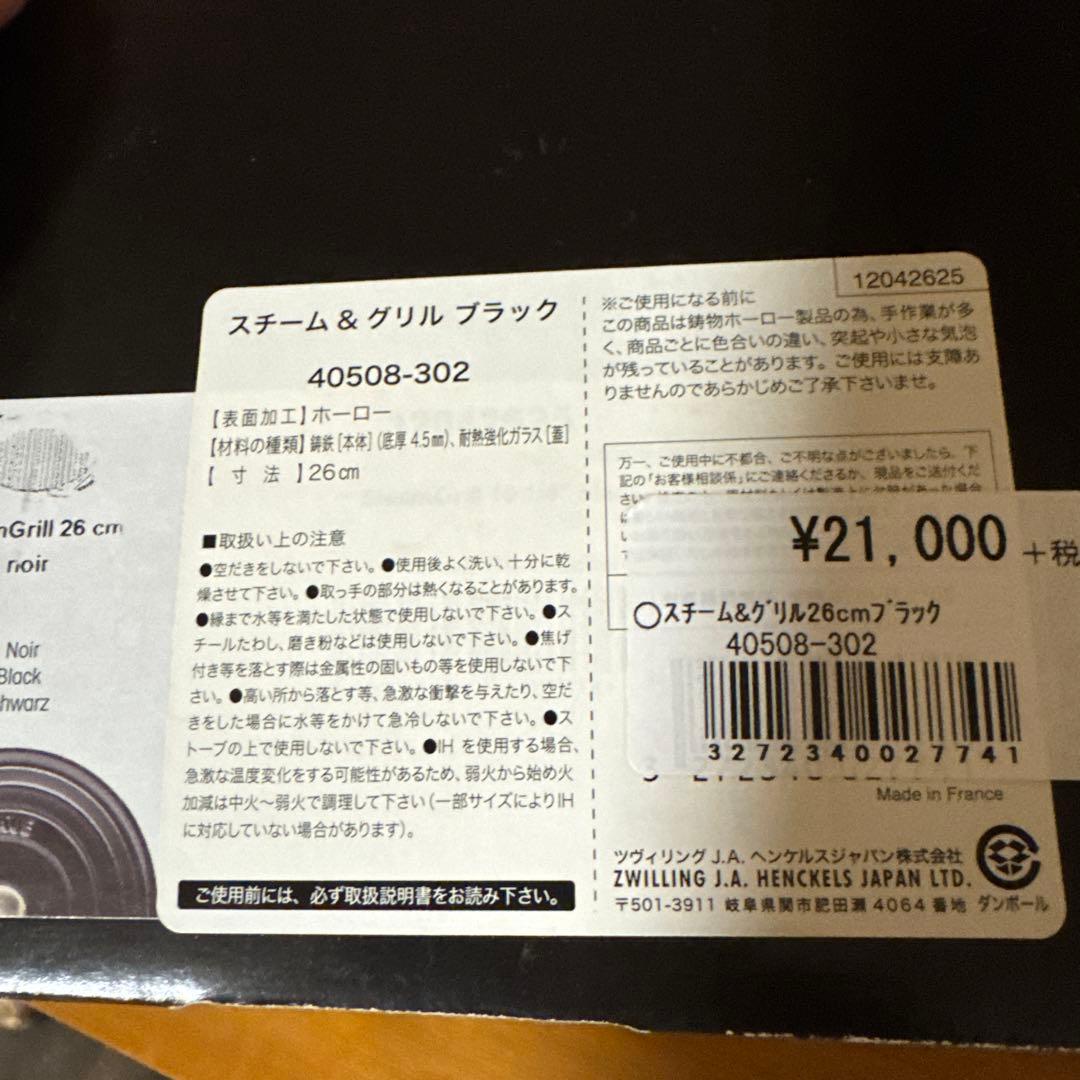 nGrill 26 cm
noir
Noir
Black
hwarz
スチーム & グリル ブラック
40508-302
【表面加工】ホーロー
【材料の種類】鋳鉄[本体](底厚 4.5㎜)、耐熱強化ガラス[蓋]
【 寸 法 】26㎝
■取扱い上の注意
●空だきをしないで下さい。●使用後よく洗い、十分に乾
燥させて下さい。●取っ手の部分は熱くなることがあります。
●縁まで水等を満たした状態で使用しないで下さい。●ス
チールたわし、磨き粉などは使用しないで下さい。●焦げ
付き等を落とす際は金属性の固いもの等を使用しないで下
さい。●高い所から落とす等、急激な衝撃を与えたり、空だ
きをした場合に水等をかけて急冷しないで下さい。●ス
トーブの上で使用しないで下さい。●IH を使用する場合、
急激な温度変化をする可能性があるため、弱火から始め火
加減は中火〜弱火で調理して下さい(一部サイズによりIH
に対応していない場合があります)。
ご使用前には、必ず取扱説明書をお読み下さい。
12042625
※ご使用になる前に
この商品は鋳物ホーロー製品の為、手作業が多
く、商品ごとに色合いの違い、突起や小さな気泡
が残っていることがあります。ご使用には支障あ
りませんのであらかじめご了承下さいませ。
万一、ご使用中に不都合、ご不明な点がございましたら、下
記の「お客様相談係」にご連絡くださるか、現品をご送付くだ
さい
¥21,000 +税
○スチーム&グリル26cmブラック
40508-302
3272340027741
Made in France
ツヴィリング J.A. ヘンケルスジャパン株式会社
ZWILLING J.A. HENCKELS JAPAN LTD.
〒501-3911 岐阜県関市肥田瀬 4064 番地
ダンボール